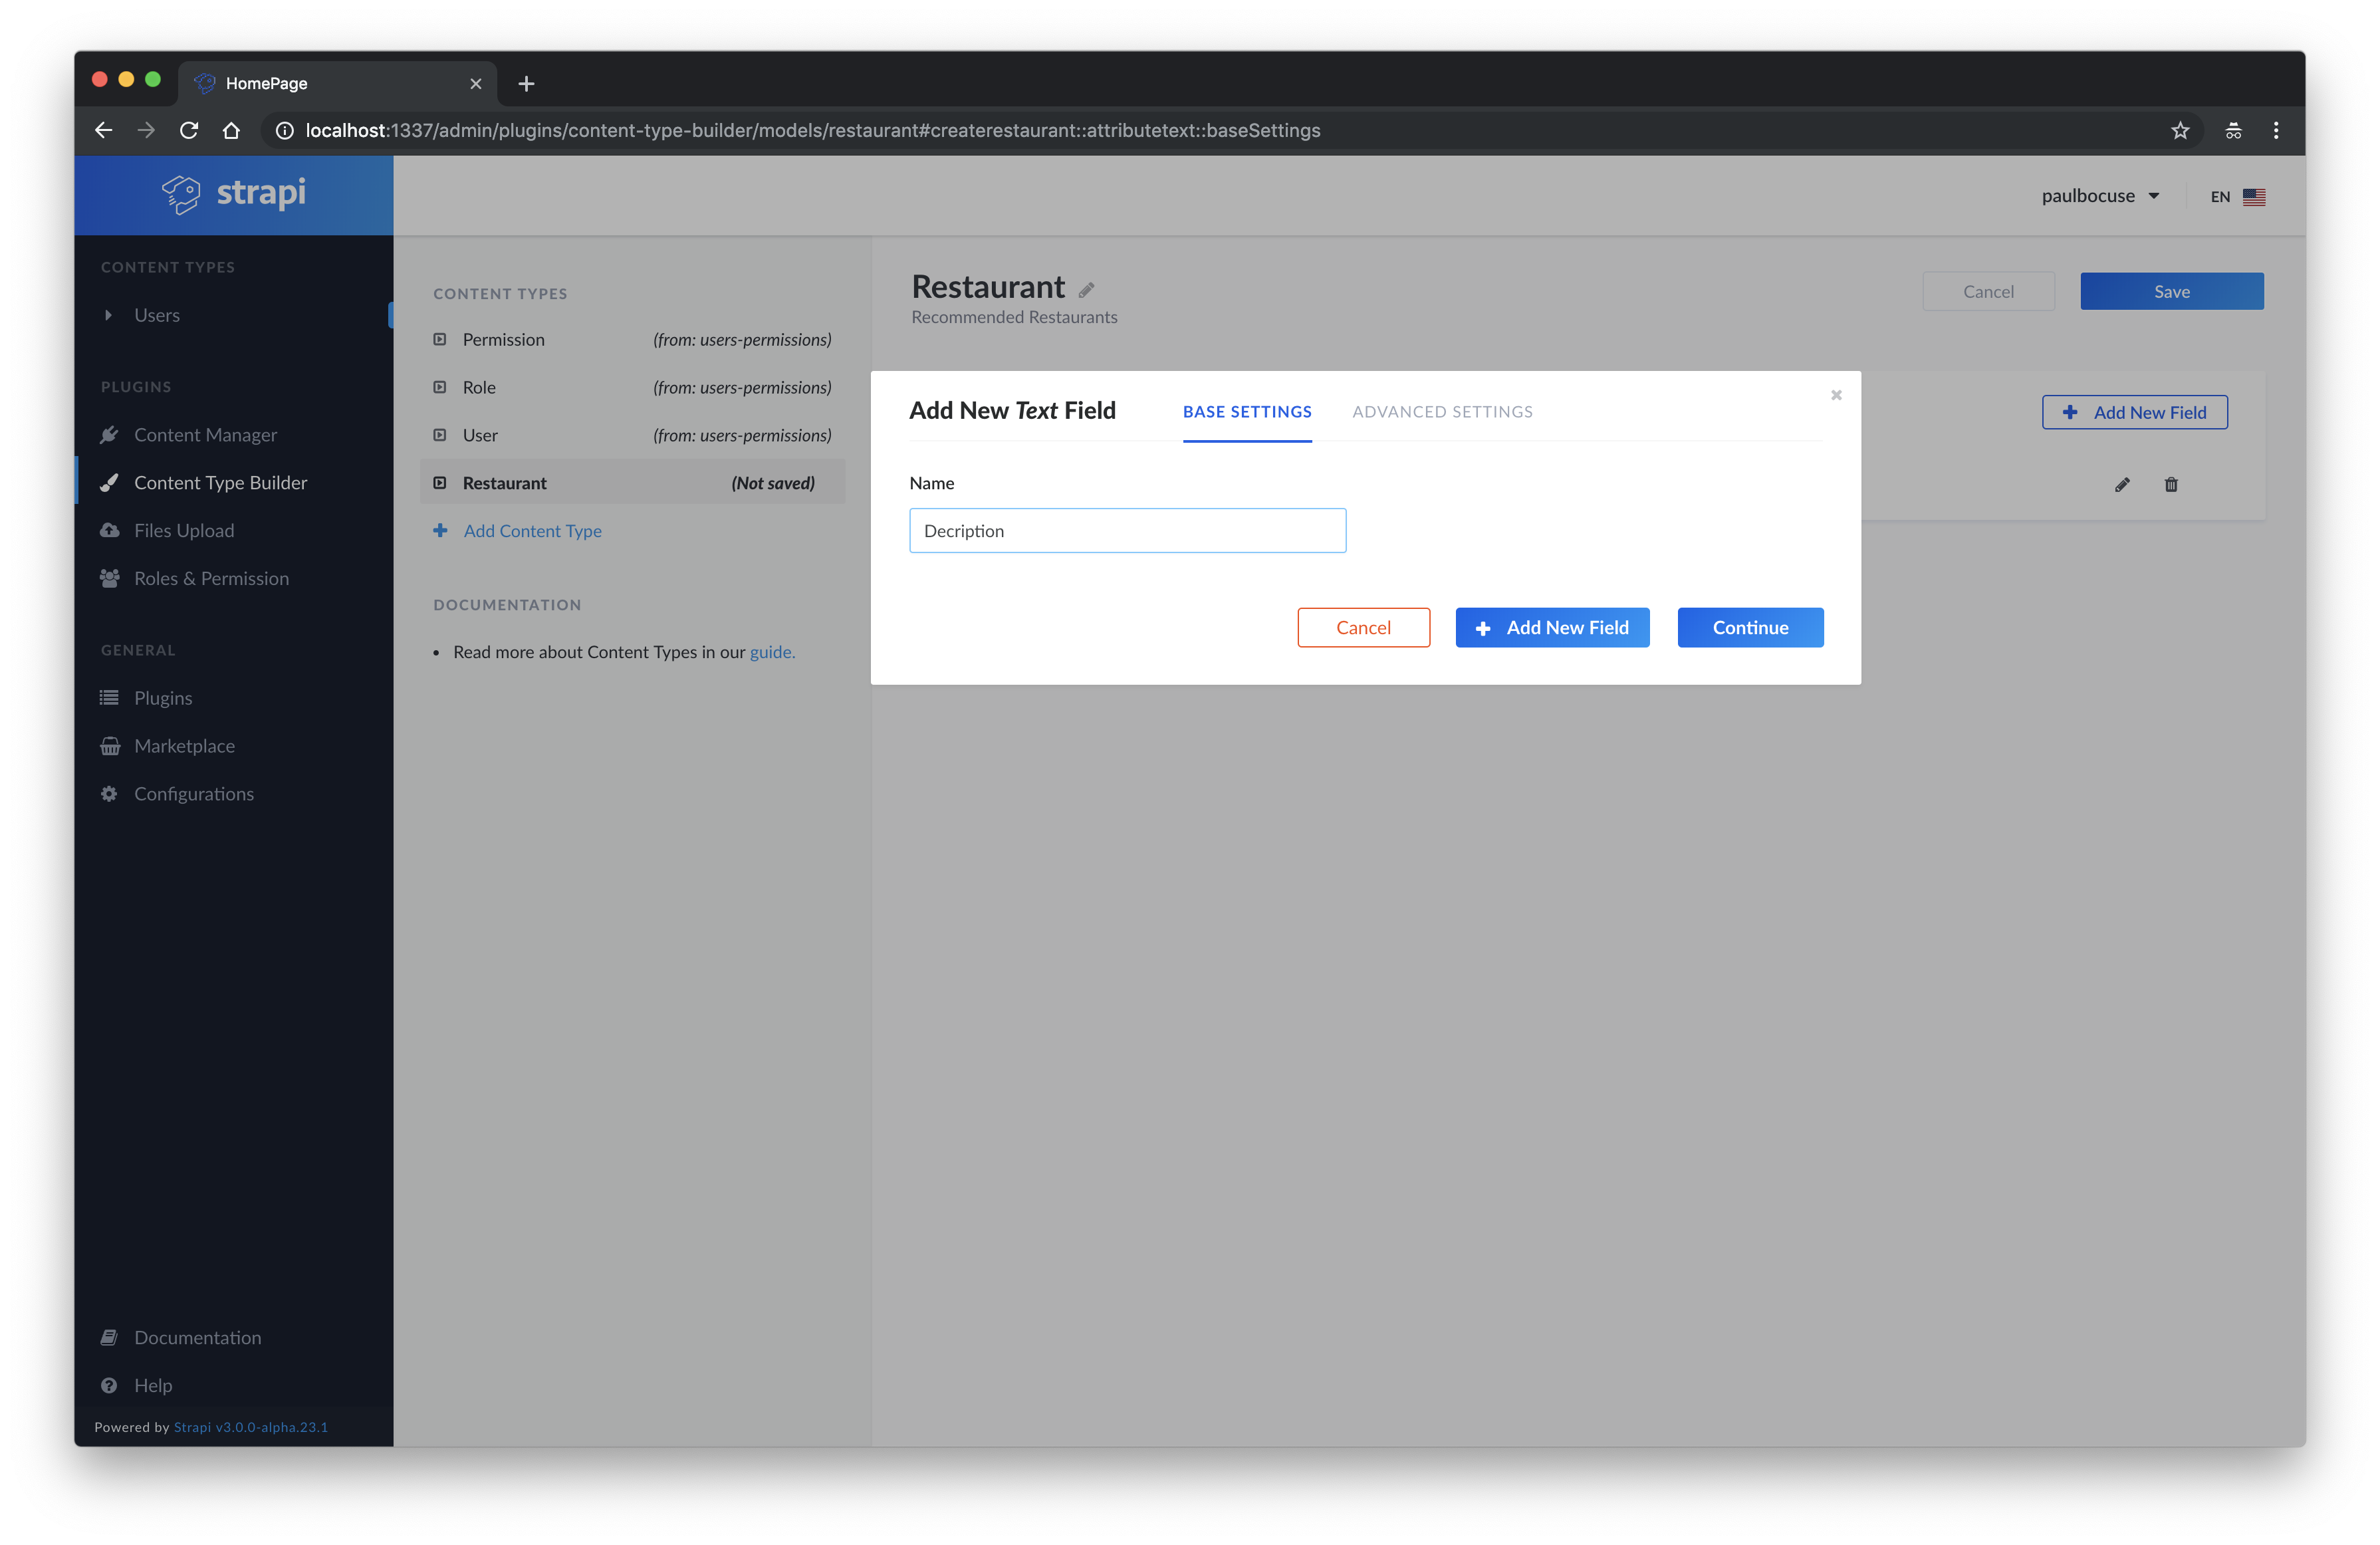 HomePage
localhost:1337/admin/plugins/content-type-builder/models/restaurant#createrestaurant::attributetext::baseSettings
strapi
paulbocuse
EN
CONTENT TYPES
Users
PLUGINS
Content Manager
Content Type Builder
Files Upload
Roles & Permission
GENERAL
Plugins
Marketplace
Configurations
Documentation
Help
Powered by Strapi v3.0.0-alpha.23.1
CONTENT TYPES
Permission (from: users-permissions)
Role (from: users-permissions)
User (from: users-permissions)
Restaurant (Not saved)
Add Content Type
DOCUMENTATION
• Read more about Content Types in our guide.
Restaurant
Recommended Restaurants
Cancel
Save
Add New Field
Add New Text Field
BASE SETTINGS
ADVANCED SETTINGS
Name
Decription
Cancel
Add New Field
Continue